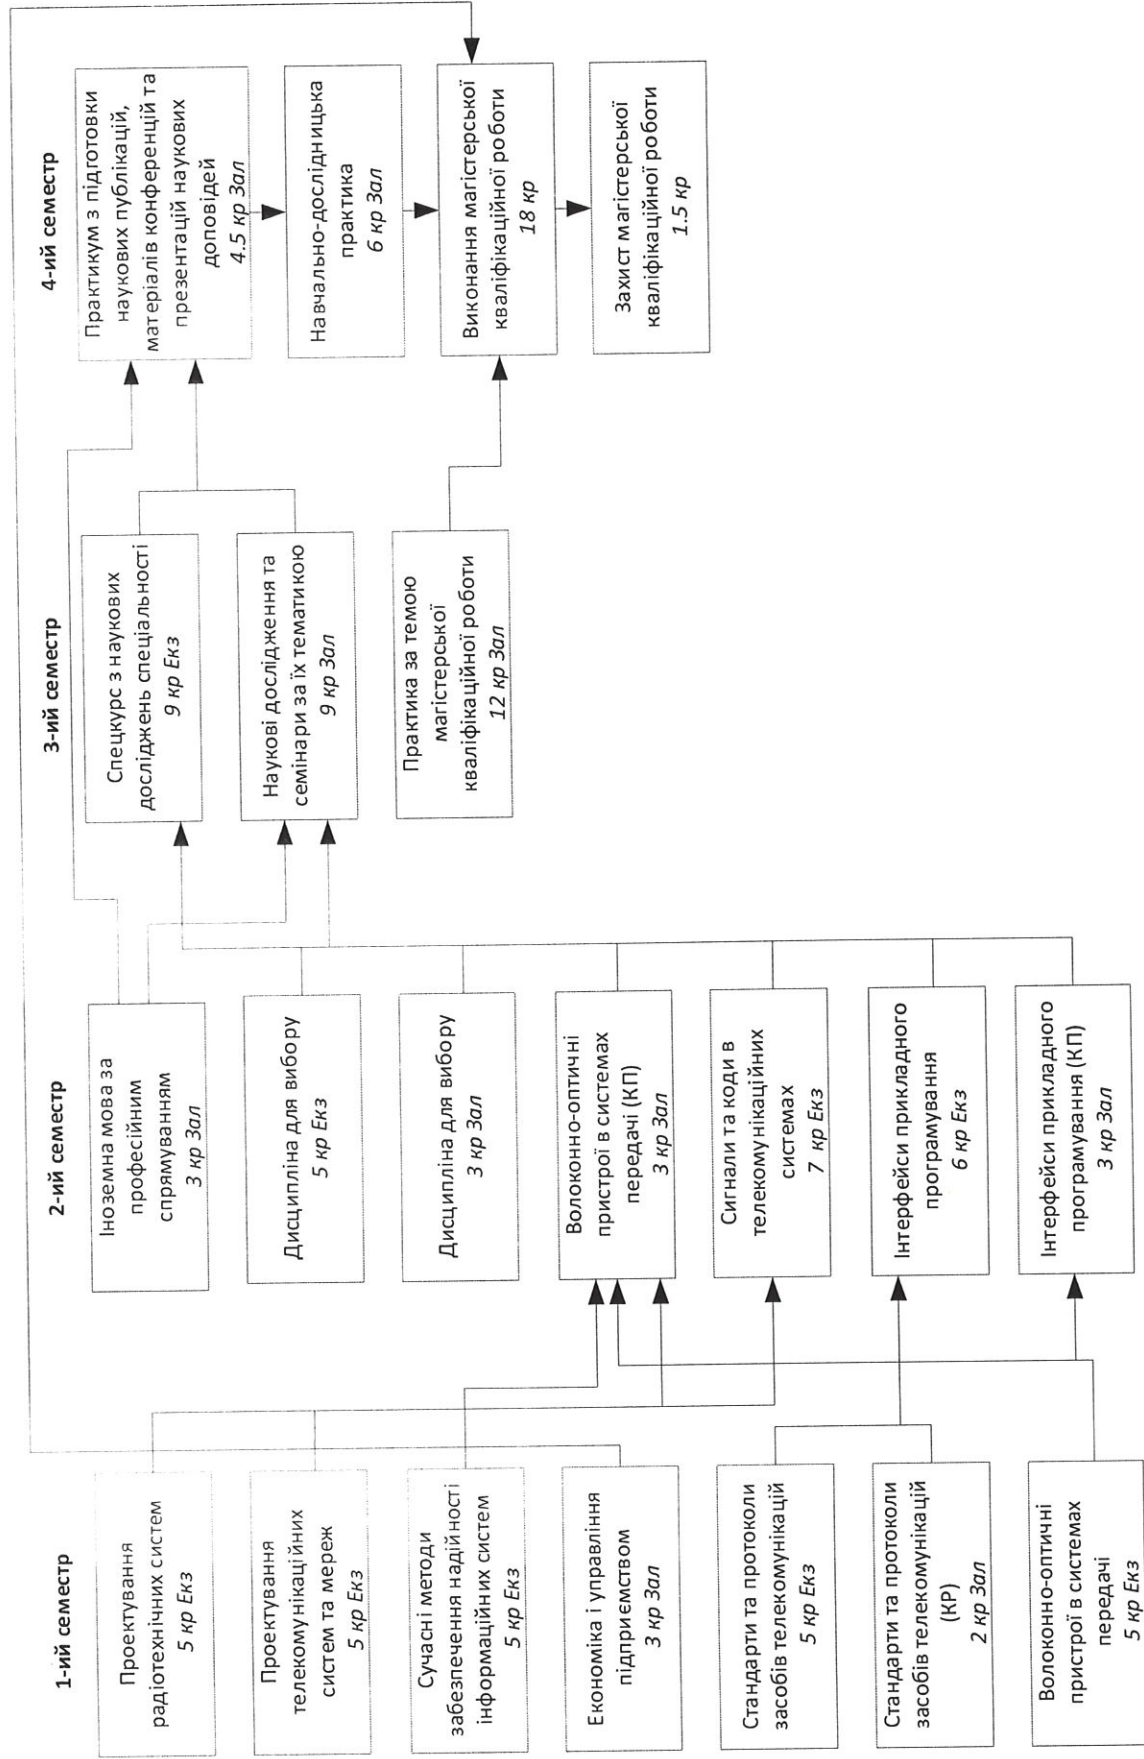 1-ий семестр
Проектування
радіотехнічних систем
5 кр Екз
Проектування
телекомунікаційних
систем та мереж
5 кр Екз
Сучасні методи
забезпечення надійності
інформаційних систем
5 кр Екз
Економіка і управління
підприємством
3 кр Зал
Стандарти та протоколи
засобів телекомунікацій
5 кр Екз
Стандарти та протоколи
засобів телекомунікацій
(КР)
2 кр Зал
Волоконно-оптичні
пристрої в системах
передачі
5 кр Екз
2-ий семестр
Іноземна мова за
професійним
спрямуванням
3 кр Зал
Дисципліна для вибору
5 кр Екз
Дисципліна для вибору
3 кр Зал
Волоконно-оптичні
пристрої в системах
передачі (КП)
3 кр Зал
Сигнали та коди в
телекомунікаційних
системах
7 кр Екз
Інтерфейси прикладного
програмування
6 кр Екз
Інтерфейси прикладного
програмування (КП)
3 кр Зал
3-ий семестр
Спецкурс з наукових
досліджень спеціальності
9 кр Екз
Наукові дослідження та
семінари за їх тематикою
9 кр Зал
Практика за темою
магістерської
кваліфікаційної роботи
12 кр Зал
4-ий семестр
Практикум з підготовки
наукових публікацій,
матеріалів конференцій та
презентацій наукових
доповідей
4.5 кр Зал
Навчально-дослідницька
практика
6 кр Зал
Виконання магістерської
кваліфікаційної роботи
18 кр
Захист магістерської
кваліфікаційної роботи
1.5 кр